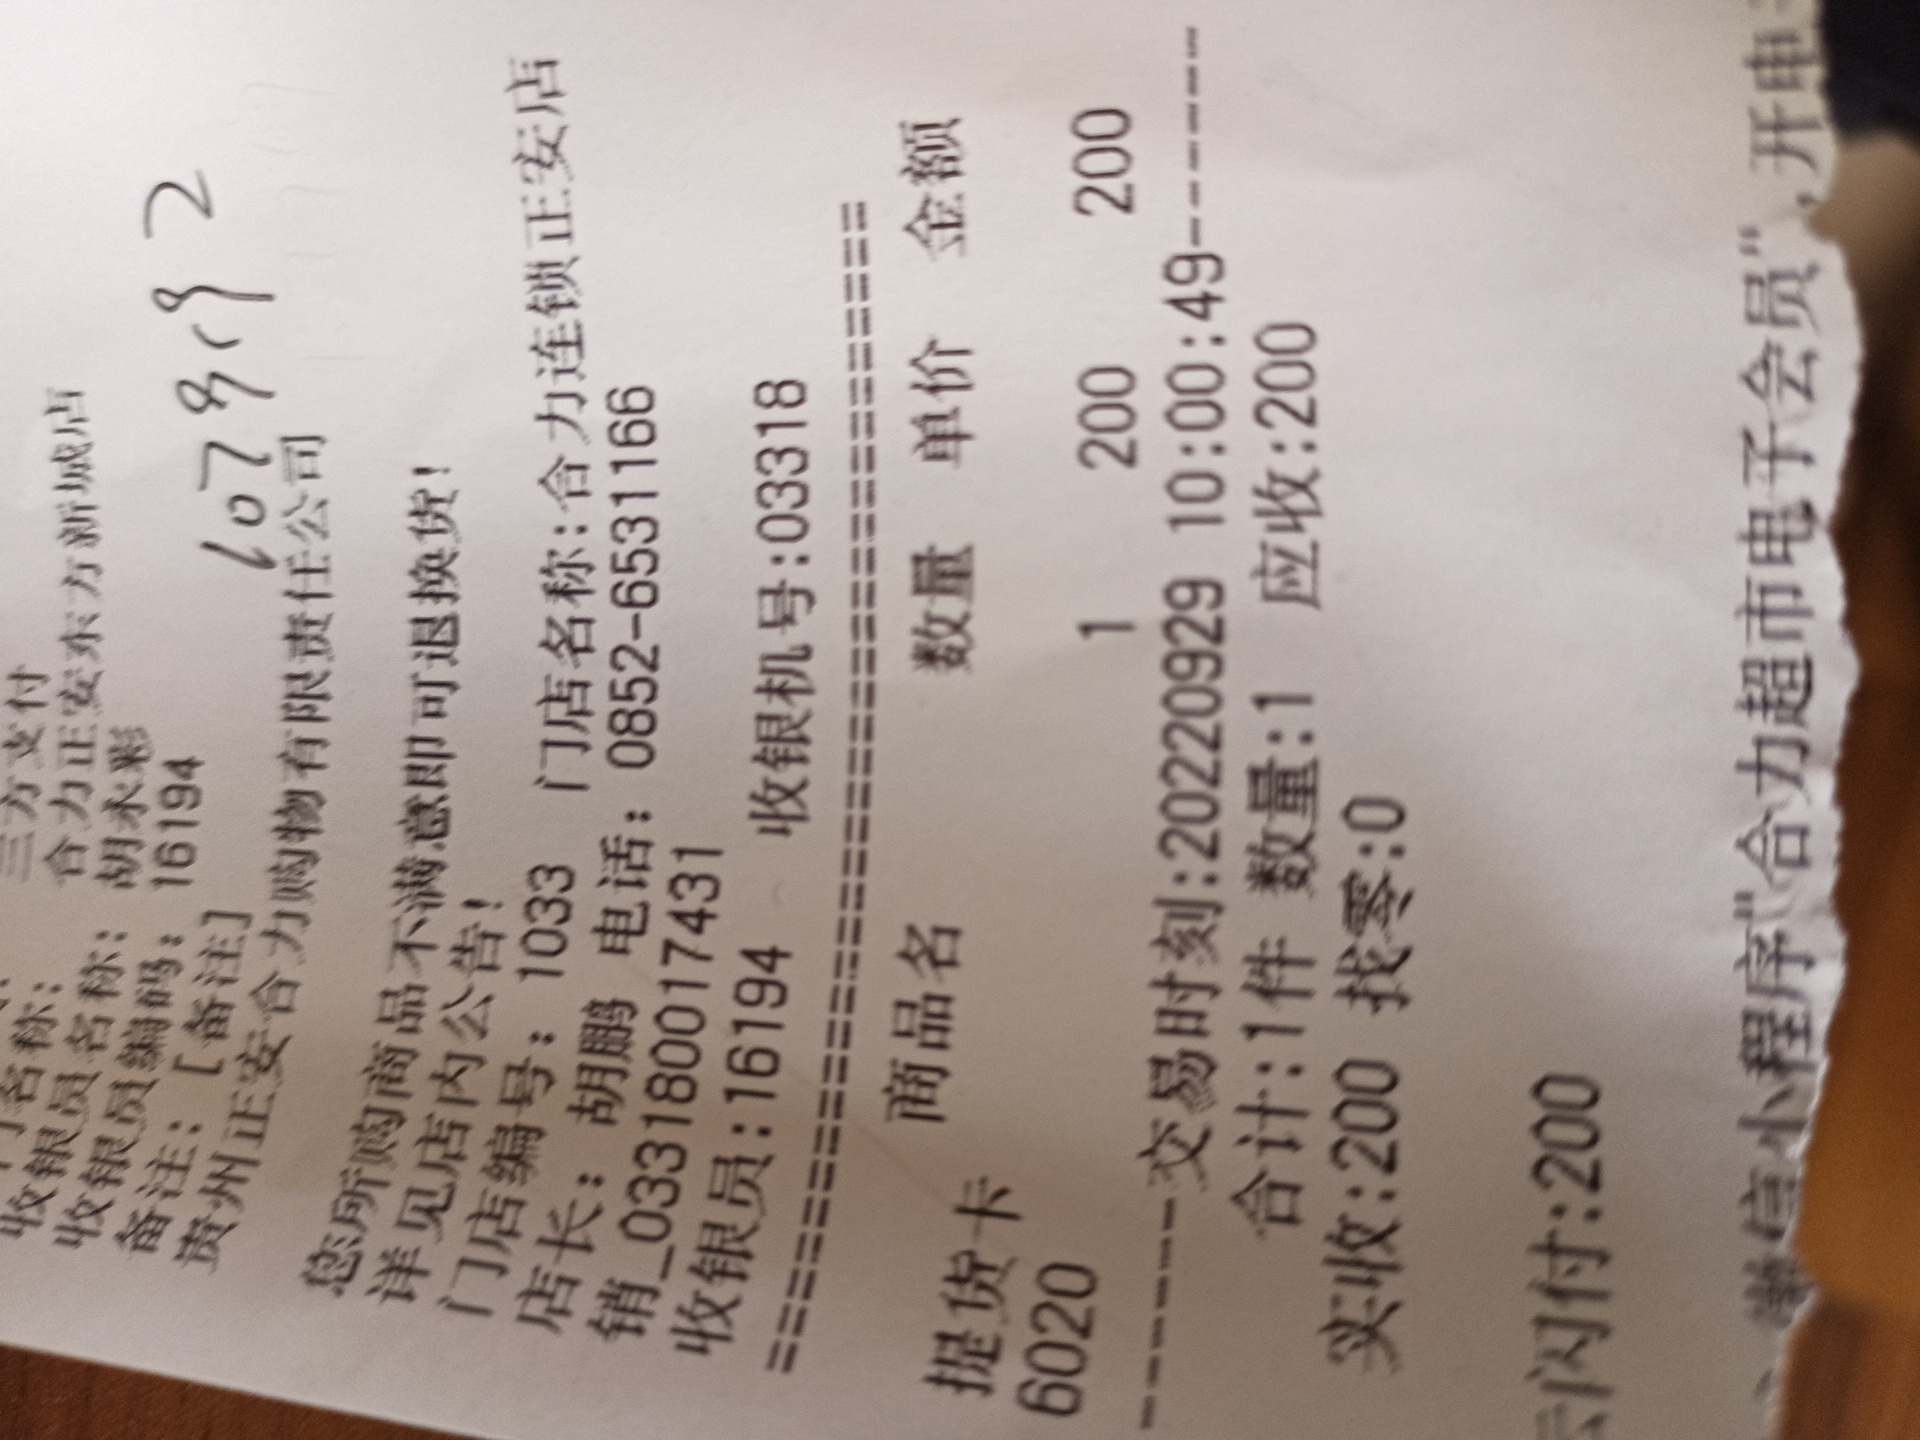 三方支付
门名称:
合力正安东方新城店
收银员名称: 胡永彩
收银员编码: 16194
备注: [备注]
贵州正安合力购物有限责任公司
您所购商品不满意即可退换货!
详见店内公告!
门店编号: 1033 门店名称:合力连锁正安店
店长: 胡鹏 电话: 0852-6531166
销_0331800017431
收银员:16194 收银机号:03318
==============================
商品名 数量 单价 金额
提货卡
6020 1 200 200
------交易时刻:20220929 10:00:49------
合计:1件 数量:1 应收:200
实收:200 找零:0
云闪付:200
微信小程序"合力超市电子会员",开电